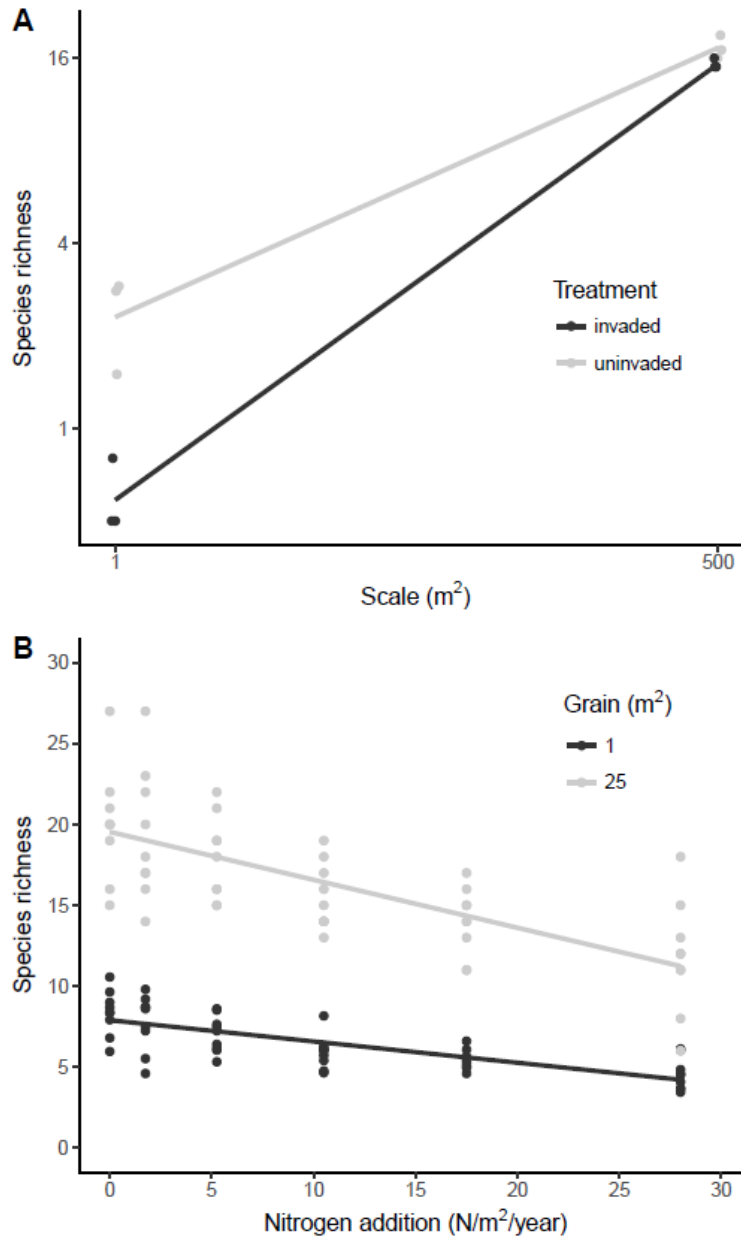 A
16
4
1
Species richness
Treatment
invaded
uninvaded
1
500
Scale (m²)
B
30
25
20
15
10
5
0
Species richness
Grain (m²)
1
25
0
5
10
15
20
25
30
Nitrogen addition (N/m²/year)